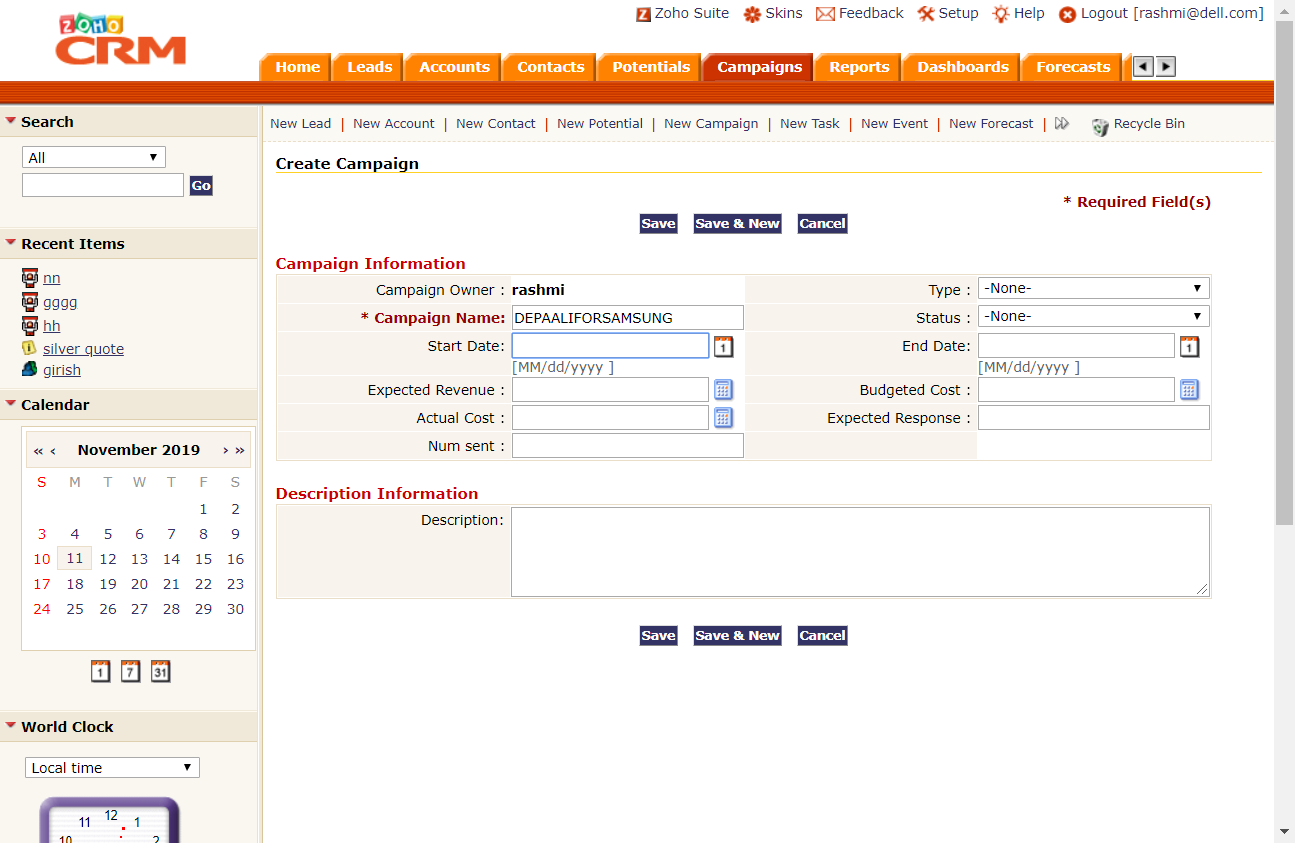 ZOHO CRM
Zoho Suite Skins Feedback Setup Help Logout [rashmi@dell.com]
Home Leads Accounts Contacts Potentials Campaigns Reports Dashboards Forecasts
New Lead | New Account | New Contact | New Potential | New Campaign | New Task | New Event | New Forecast | Recycle Bin
Search
All
Go
Recent Items
nn
gggg
hh
silver quote
girish
Calendar
« ‹ November 2019 › »
S M T W T F S
1 2
3 4 5 6 7 8 9
10 11 12 13 14 15 16
17 18 19 20 21 22 23
24 25 26 27 28 29 30
1 7 31
World Clock
Local time
11 12 1
10 2
Create Campaign
* Required Field(s)
Save Save & New Cancel
Campaign Information
Campaign Owner : rashmi Type : -None-
* Campaign Name: DEPAALIFORSAMSUNG Status : -None-
Start Date: 1 End Date: 1
[MM/dd/yyyy ] [MM/dd/yyyy ]
Expected Revenue : Budgeted Cost :
Actual Cost : Expected Response :
Num sent :
Description Information
Description:
Save Save & New Cancel